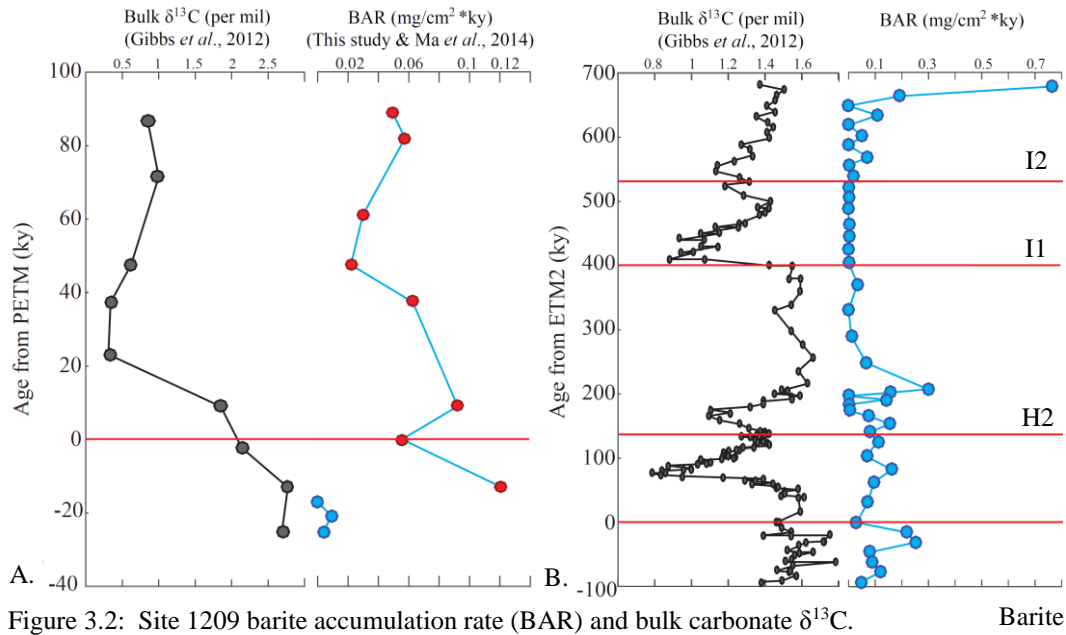 Bulk δ¹³C (per mil)
(Gibbs et al., 2012)
0.5 1 1.5 2 2.5
BAR (mg/cm² *ky)
(This study & Ma et al., 2014)
0.02 0.06 0.1 0.12
Age from PETM (ky)
100
80
60
40
20
0
-20
-40
A.
Bulk δ¹³C (per mil)
(Gibbs et al., 2012)
0.8 1 1.2 1.4 1.6
BAR (mg/cm² *ky)
0.1 0.3 0.5 0.7
Age from ETM2 (ky)
700
600
500
400
300
200
100
0
-100
I2
I1
H2
B.
Figure 3.2: Site 1209 barite accumulation rate (BAR) and bulk carbonate δ¹³C. Barite